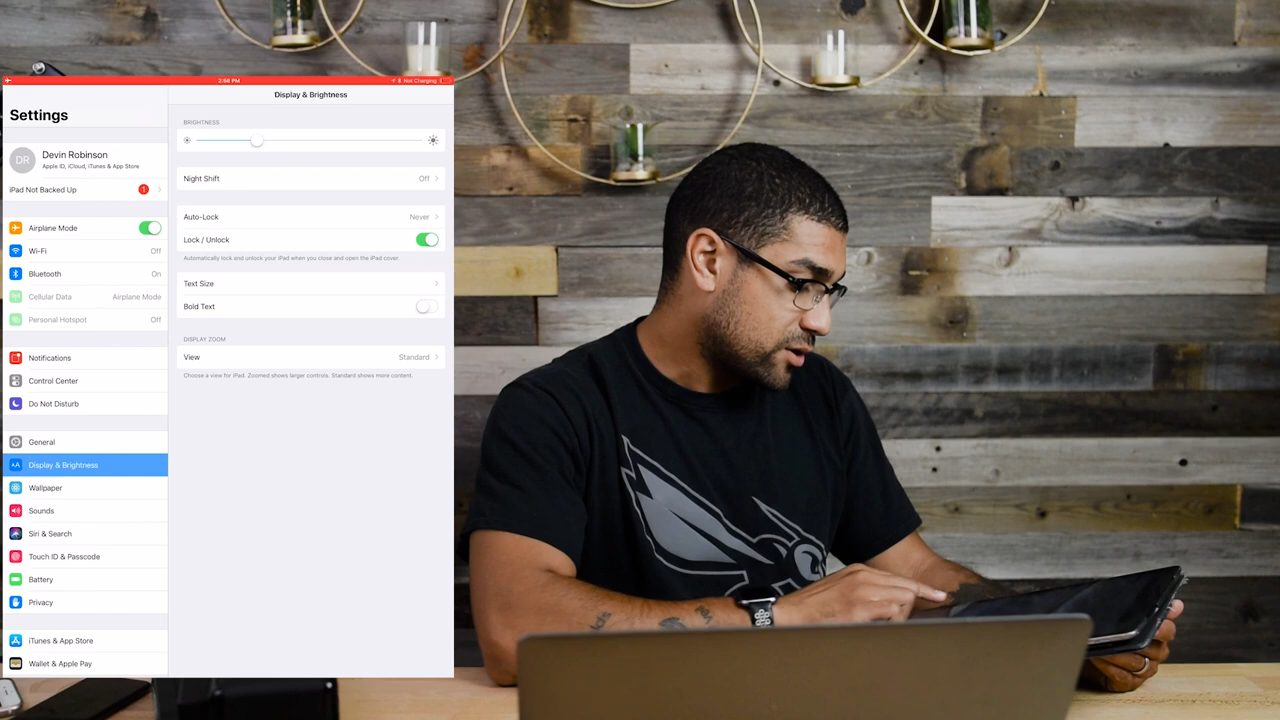 2:56 PM
Not Charging
Settings
Display & Brightness
DR
Devin Robinson
Apple ID, iCloud, iTunes & App Store
iPad Not Backed Up
1
Airplane Mode
Wi-Fi
Off
Bluetooth
On
Cellular Data
Airplane Mode
Personal Hotspot
Off
Notifications
Control Center
Do Not Disturb
General
AA Display & Brightness
Wallpaper
Sounds
Siri & Search
Touch ID & Passcode
Battery
Privacy
iTunes & App Store
Wallet & Apple Pay
BRIGHTNESS
Night Shift
Off
Auto-Lock
Never
Lock / Unlock
Automatically lock and unlock your iPad when you close and open the iPad cover.
Text Size
Bold Text
DISPLAY ZOOM
View
Standard
Choose a view for iPad. Zoomed shows larger controls. Standard shows more content.